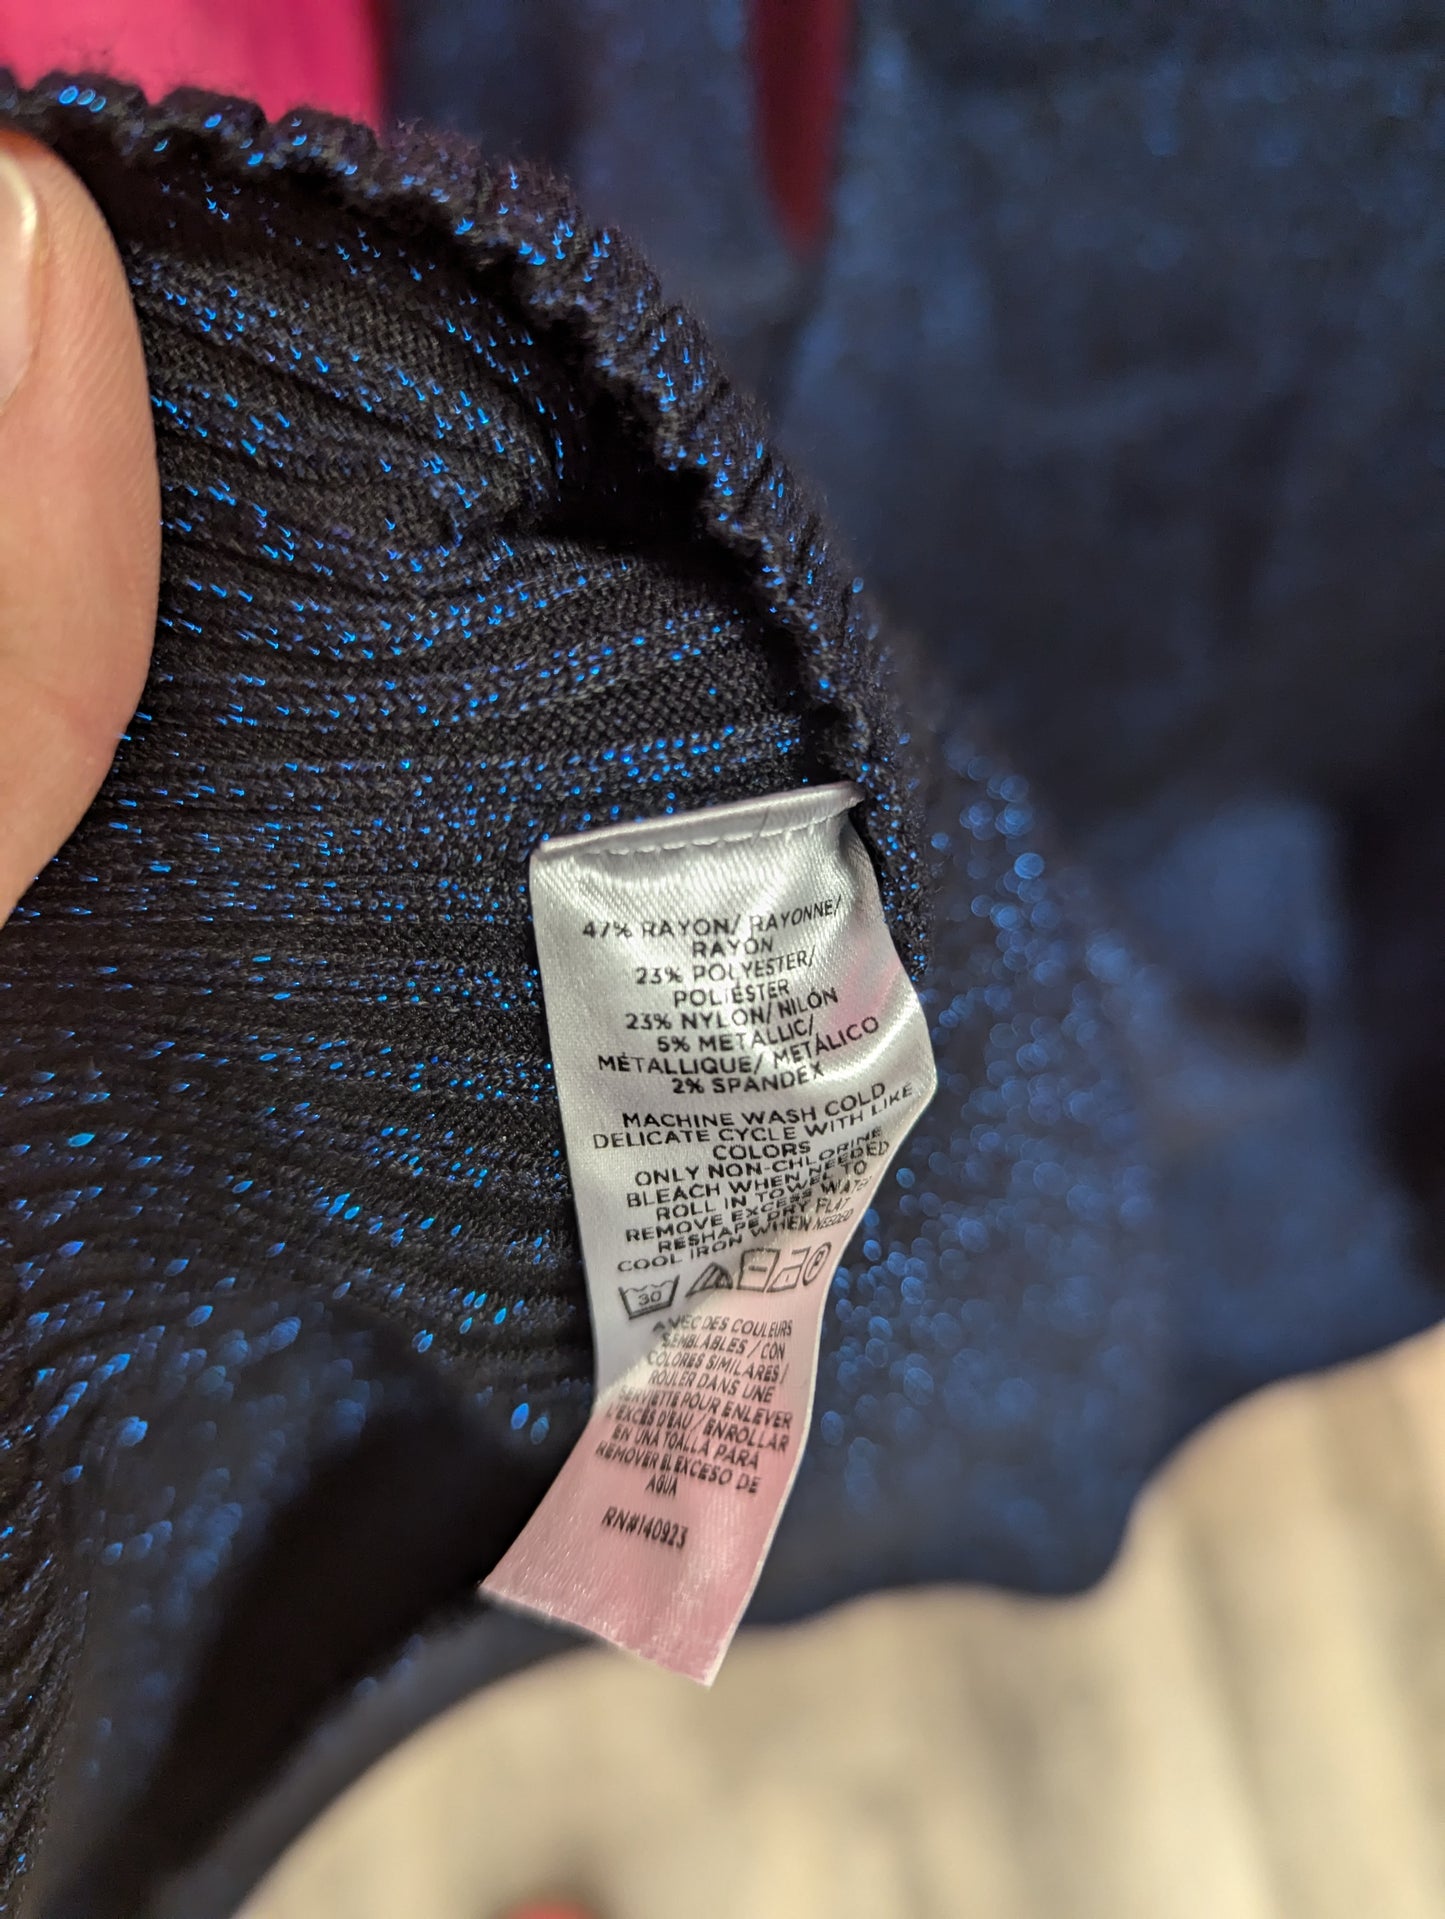 47% RAYON/ RAYONNE/
RAYON
23% POLYESTER/
POLIÉSTER
23% NYLON/ NILÓN
5% METALLIC/
MÉTALLIQUE/ METÁLICO
2% SPANDEX
MACHINE WASH COLD
DELICATE CYCLE WITH LIKE
COLORS
ONLY NON-CHLORINE
BLEACH WHEN NEEDED
ROLL IN TOWEL TO
REMOVE EXCESS WATER
RESHAPE DRY FLAT
COOL IRON WHEN NEEDED
30
AVEC DES COULEURS
SEMBLABLES / CON
COLORES SIMILARES /
ROULER DANS UNE
SERVIETTE POUR ENLEVER
L'EXCÈS D'EAU / ENROLLAR
EN UNA TOALLA PARA
REMOVER EL EXCESO DE
AGUA
RN#140923